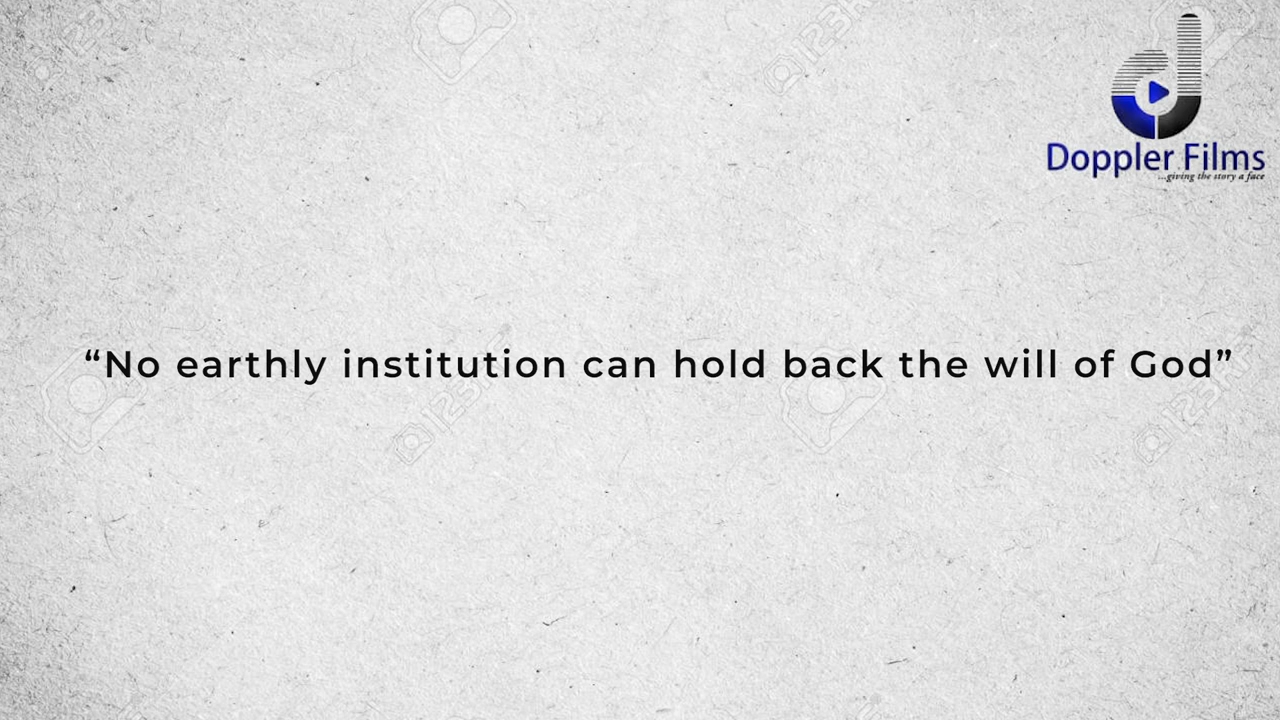 Doppler Films
...giving the story a face
“No earthly institution can hold back the will of God”